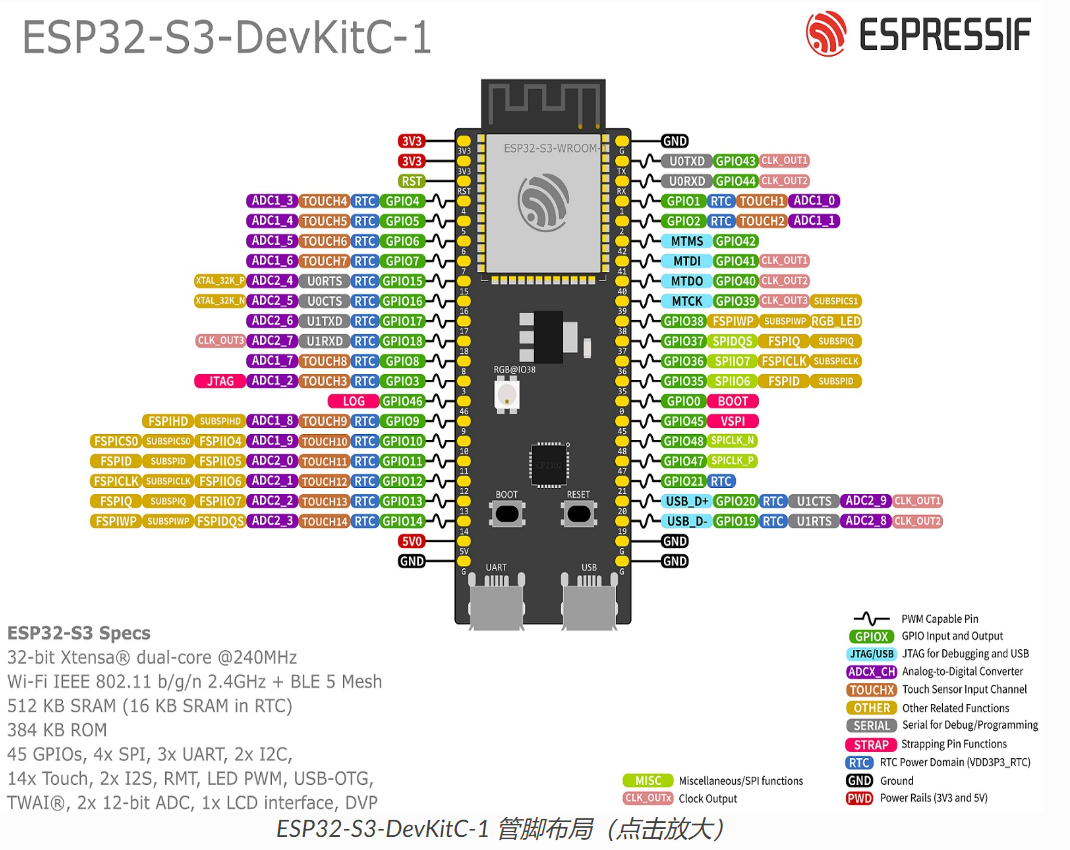 ESP32-S3-DevKitC-1
ESPRESSIF
ESP32-S3-WROOM-1
3V3 3V3 G GND
3V3 3V3 TX U0TXD GPIO43 CLK_OUT1
RST RST RX U0RXD GPIO44 CLK_OUT2
ADC1_3 TOUCH4 RTC GPIO4 4 1 GPIO1 RTC TOUCH1 ADC1_0
ADC1_4 TOUCH5 RTC GPIO5 5 2 GPIO2 RTC TOUCH2 ADC1_1
ADC1_5 TOUCH6 RTC GPIO6 6 42 MTMS GPIO42
ADC1_6 TOUCH7 RTC GPIO7 7 41 MTDI GPIO41 CLK_OUT1
XTAL_32K_P ADC2_4 U0RTS RTC GPIO15 15 40 MTDO GPIO40 CLK_OUT2
XTAL_32K_N ADC2_5 U0CTS RTC GPIO16 16 39 MTCK GPIO39 CLK_OUT3 SUBSPICS1
ADC2_6 U1TXD RTC GPIO17 17 38 GPIO38 FSPIWP SUBSPIWP RGB_LED
CLK_OUT3 ADC2_7 U1RXD RTC GPIO18 18 37 GPIO37 SPIDQS FSPIQ SUBSPIQ
ADC1_7 TOUCH8 RTC GPIO8 8 36 GPIO36 SPIIO7 FSPICLK SUBSPICLK
RGB@IO38
JTAG ADC1_2 TOUCH3 RTC GPIO3 3 35 GPIO35 SPIIO6 FSPID SUBSPID
LOG GPIO46 46 0 GPIO0 BOOT
FSPIHD SUBSPIHD ADC1_8 TOUCH9 RTC GPIO9 9 45 GPIO45 VSPI
FSPICS0 SUBSPICS0 FSPIIO4 ADC1_9 TOUCH10 RTC GPIO10 10 48 GPIO48 SPICLK_N
FSPID SUBSPID FSPIIO5 ADC2_0 TOUCH11 RTC GPIO11 11 47 GPIO47 SPICLK_P
FSPICLK SUBSPICLK FSPIIO6 ADC2_1 TOUCH12 RTC GPIO12 12 21 GPIO21 RTC
BOOT RESET
FSPIQ SUBSPIQ FSPIIO7 ADC2_2 TOUCH13 RTC GPIO13 13 20 USB_D+ GPIO20 RTC U1CTS ADC2_9 CLK_OUT1
FSPIWP SUBSPIWP FSPIDQS ADC2_3 TOUCH14 RTC GPIO14 14 19 USB_D- GPIO19 RTC U1RTS ADC2_8 CLK_OUT2
5V0 5V G GND
GND G G GND
UART USB
ESP32-S3 Specs
32-bit Xtensa® dual-core @240MHz
Wi-Fi IEEE 802.11 b/g/n 2.4GHz + BLE 5 Mesh
512 KB SRAM (16 KB SRAM in RTC)
384 KB ROM
45 GPIOs, 4x SPI, 3x UART, 2x I2C,
14x Touch, 2x I2S, RMT, LED PWM, USB-OTG,
TWAI®, 2x 12-bit ADC, 1x LCD interface, DVP
MISC Miscellaneous/SPI functions
CLK_OUTx Clock Output
PWM Capable Pin
GPIOX GPIO Input and Output
JTAG/USB JTAG for Debugging and USB
ADCX_CH Analog-to-Digital Converter
TOUCHX Touch Sensor Input Channel
OTHER Other Related Functions
SERIAL Serial for Debug/Programming
STRAP Strapping Pin Functions
RTC RTC Power Domain (VDD3P3_RTC)
GND Ground
PWD Power Rails (3V3 and 5V)
ESP32-S3-DevKitC-1 管脚布局（点击放大）